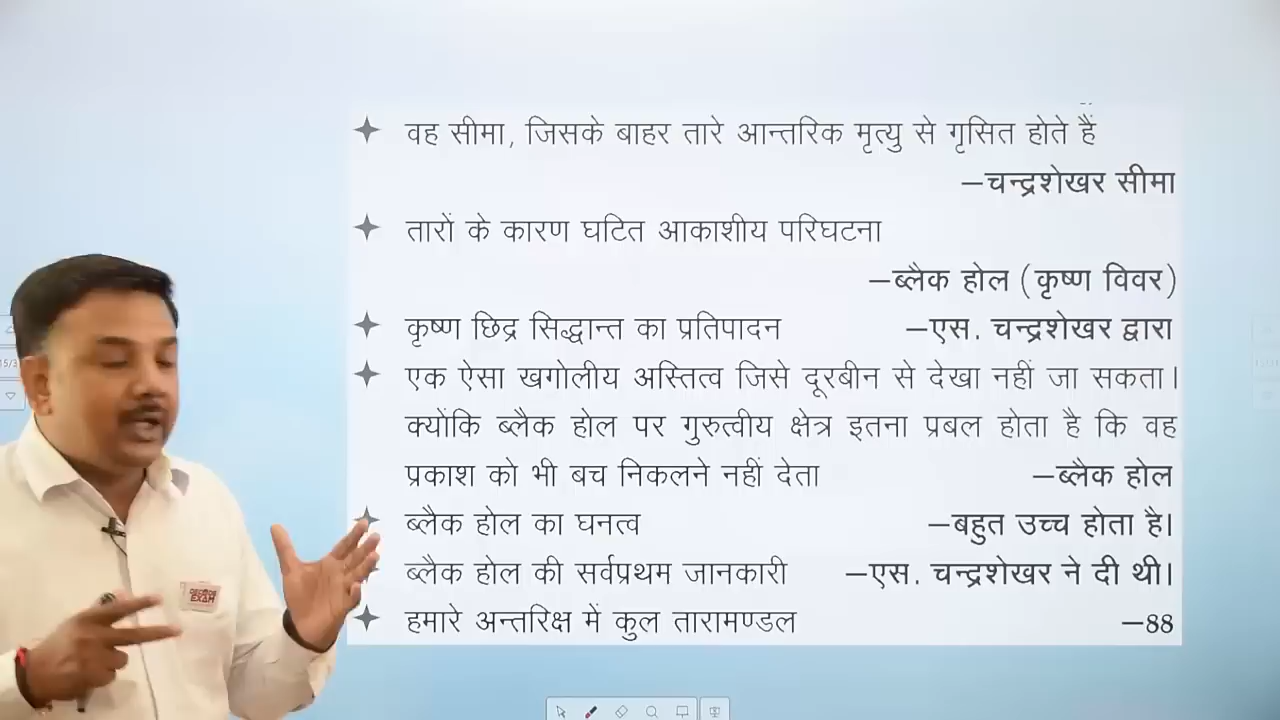 वह सीमा, जिसके बाहर तारे आन्तरिक मृत्यु से गृसित होते हैं
–चन्द्रशेखर सीमा
तारों के कारण घटित आकाशीय परिघटना
–ब्लैक होल (कृष्ण विवर)
कृष्ण छिद्र सिद्धान्त का प्रतिपादन –एस. चन्द्रशेखर द्वारा
एक ऐसा खगोलीय अस्तित्व जिसे दूरबीन से देखा नहीं जा सकता।
क्योंकि ब्लैक होल पर गुरुत्वीय क्षेत्र इतना प्रबल होता है कि वह
प्रकाश को भी बच निकलने नहीं देता –ब्लैक होल
ब्लैक होल का घनत्व –बहुत उच्च होता है।
ब्लैक होल की सर्वप्रथम जानकारी –एस. चन्द्रशेखर ने दी थी।
हमारे अन्तरिक्ष में कुल तारामण्डल –88
EXAM